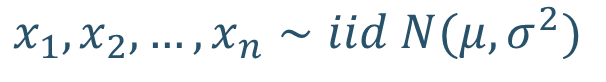 x₁, x₂, ..., xₙ ~ iid N(μ, σ²)